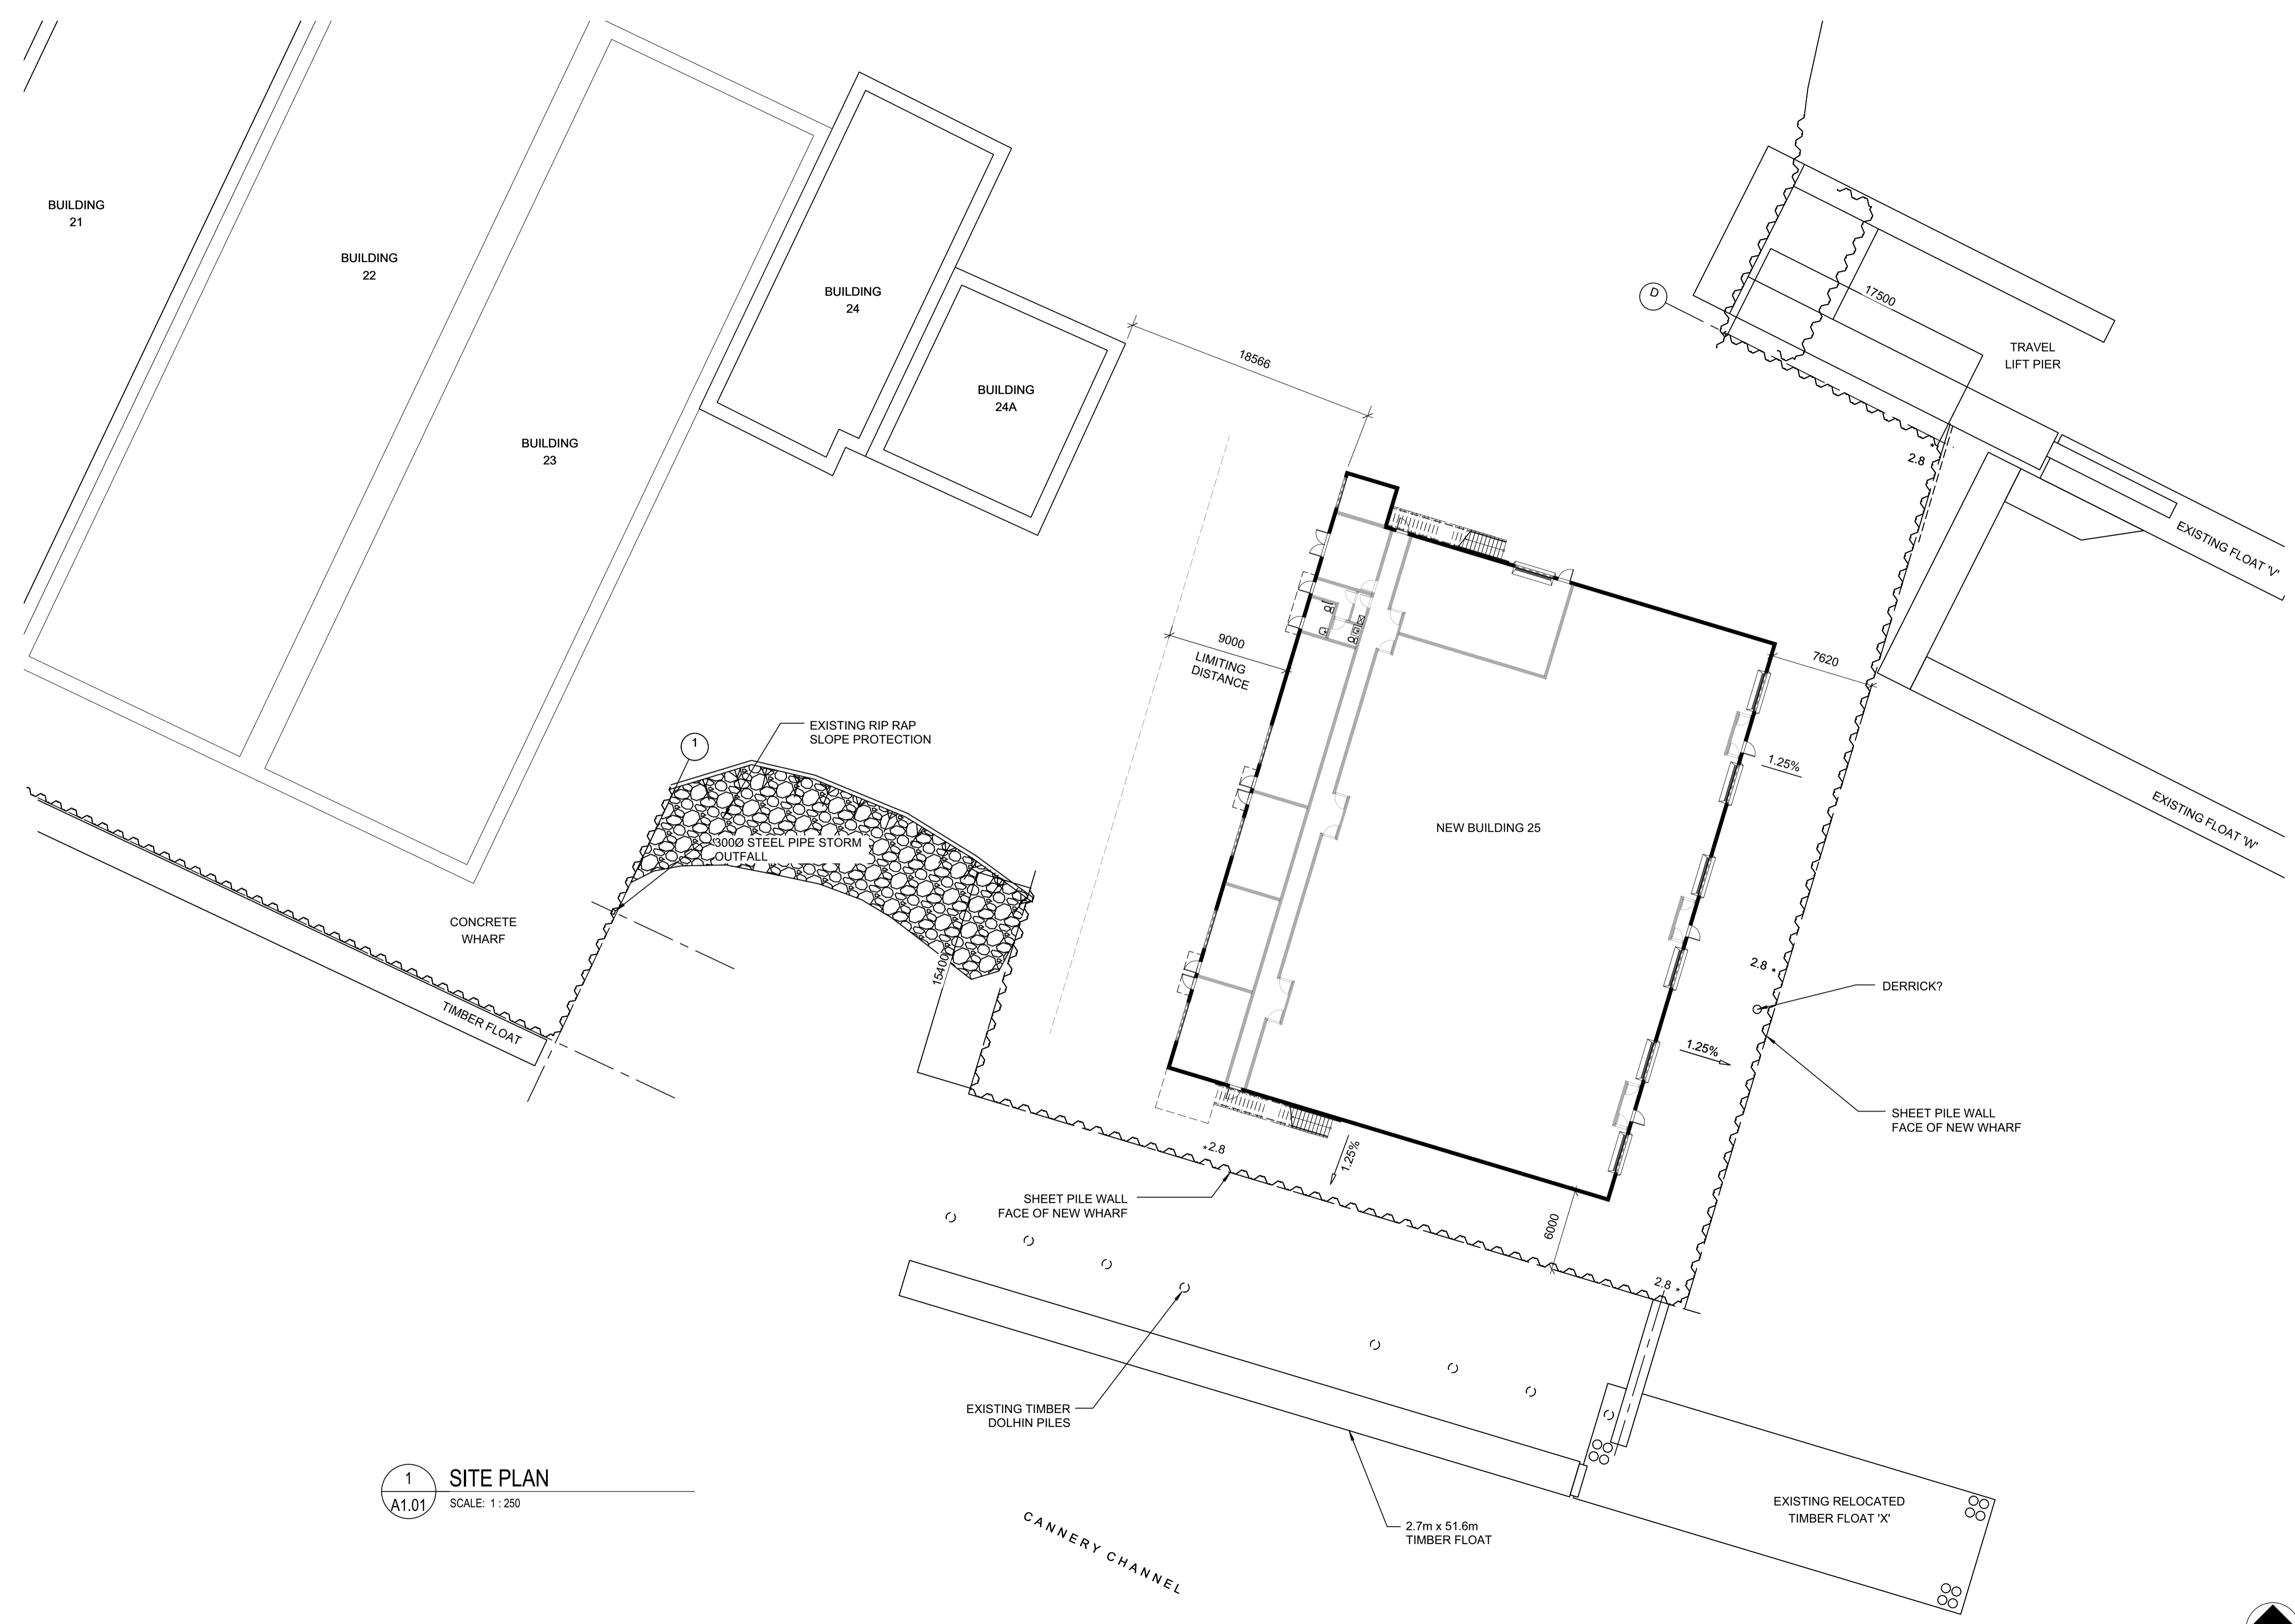 BUILDING
21
BUILDING
22
BUILDING
23
BUILDING
24
BUILDING
24A
18566
D
17500
TRAVEL
LIFT PIER
2.8 *
EXISTING FLOAT 'V'
EXISTING FLOAT 'W'
9000
LIMITING
DISTANCE
7620
1.25%
NEW BUILDING 25
1
EXISTING RIP RAP
SLOPE PROTECTION
300Ø STEEL PIPE STORM
OUTFALL
CONCRETE
WHARF
TIMBER FLOAT
15400
2.8 *
DERRICK?
1.25%
SHEET PILE WALL
FACE OF NEW WHARF
*2.8
1.25%
SHEET PILE WALL
FACE OF NEW WHARF
6000
2.8 *
EXISTING TIMBER
DOLHIN PILES
1
A1.01
SITE PLAN
SCALE: 1 : 250
2.7m x 51.6m
TIMBER FLOAT
EXISTING RELOCATED
TIMBER FLOAT 'X'
CANNERY CHANNEL